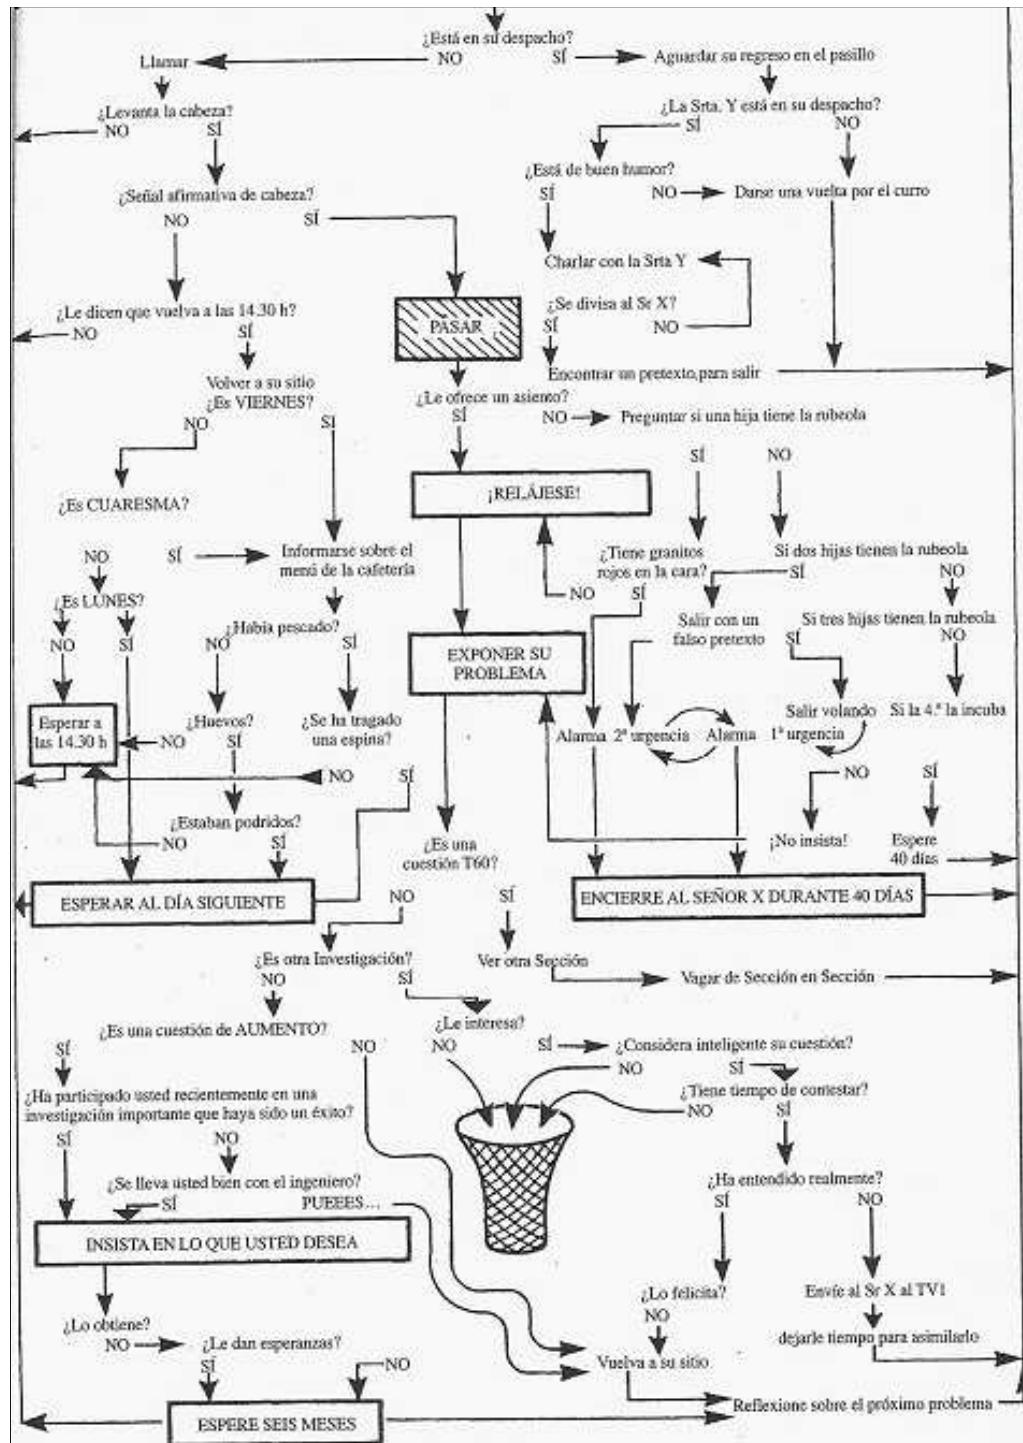 ¿Está en su despacho?
NO SÍ
Llamar
Aguardar su regreso en el pasillo
¿Levanta la cabeza?
NO SÍ
¿La Srta. Y está en su despacho?
SÍ NO
¿Señal afirmativa de cabeza?
NO SÍ
¿Está de buen humor?
SÍ NO
Darse una vuelta por el curro
Charlar con la Srta Y
¿Le dicen que vuelva a las 14.30 h?
NO SÍ
PASAR
¿Se divisa al Sr X?
SÍ NO
Encontrar un pretexto, para salir
Volver a su sitio
¿Es VIERNES?
NO SI
¿Le ofrece un asiento?
SÍ NO
Preguntar si una hija tiene la rubeola
SÍ NO
¿Es CUARESMA?
NO SÍ
¡RELÁJESE!
Informarse sobre el
menú de la cafetería
¿Tiene granitos
rojos en la cara?
NO SÍ
Si dos hijas tienen la rubeola
SÍ NO
¿Es LUNES?
NO SÍ
¿Había pescado?
NO SÍ
Salir con un
falso pretexto
Si tres hijas tienen la rubeola
SÍ NO
EXPONER SU
PROBLEMA
Esperar a
las 14.30 h
¿Huevos?
NO SÍ
¿Se ha tragado
una espina?
NO SÍ
Alarma 2ª urgencia Alarma
Salir volando
1ª urgencia
Si la 4.ª la incuba
NO SÍ
¿Estaban podridos?
NO SÍ
¿Es una
cuestión T60?
NO SÍ
¡No insista!
Espere
40 días
ESPERAR AL DÍA SIGUIENTE
ENCIERRE AL SEÑOR X DURANTE 40 DÍAS
¿Es otra Investigación?
NO SÍ
Ver otra Sección
Vagar de Sección en Sección
¿Es una cuestión de AUMENTO?
SÍ NO
¿Le interesa?
NO SÍ
¿Considera inteligente su cuestión?
NO SÍ
¿Ha participado usted recientemente en una
investigación importante que haya sido un éxito?
SÍ NO
¿Tiene tiempo de contestar?
NO SÍ
¿Se lleva usted bien con el ingeniero?
SÍ PUEEES...
¿Ha entendido realmente?
SÍ NO
INSISTA EN LO QUE USTED DESEA
¿Lo felicita?
NO
Envíe al Sr X al TV1
¿Lo obtiene?
NO
¿Le dan esperanzas?
SÍ NO
Vuelva a su sitio
dejarle tiempo para asimilarlo
ESPERE SEIS MESES
Reflexione sobre el próximo problema